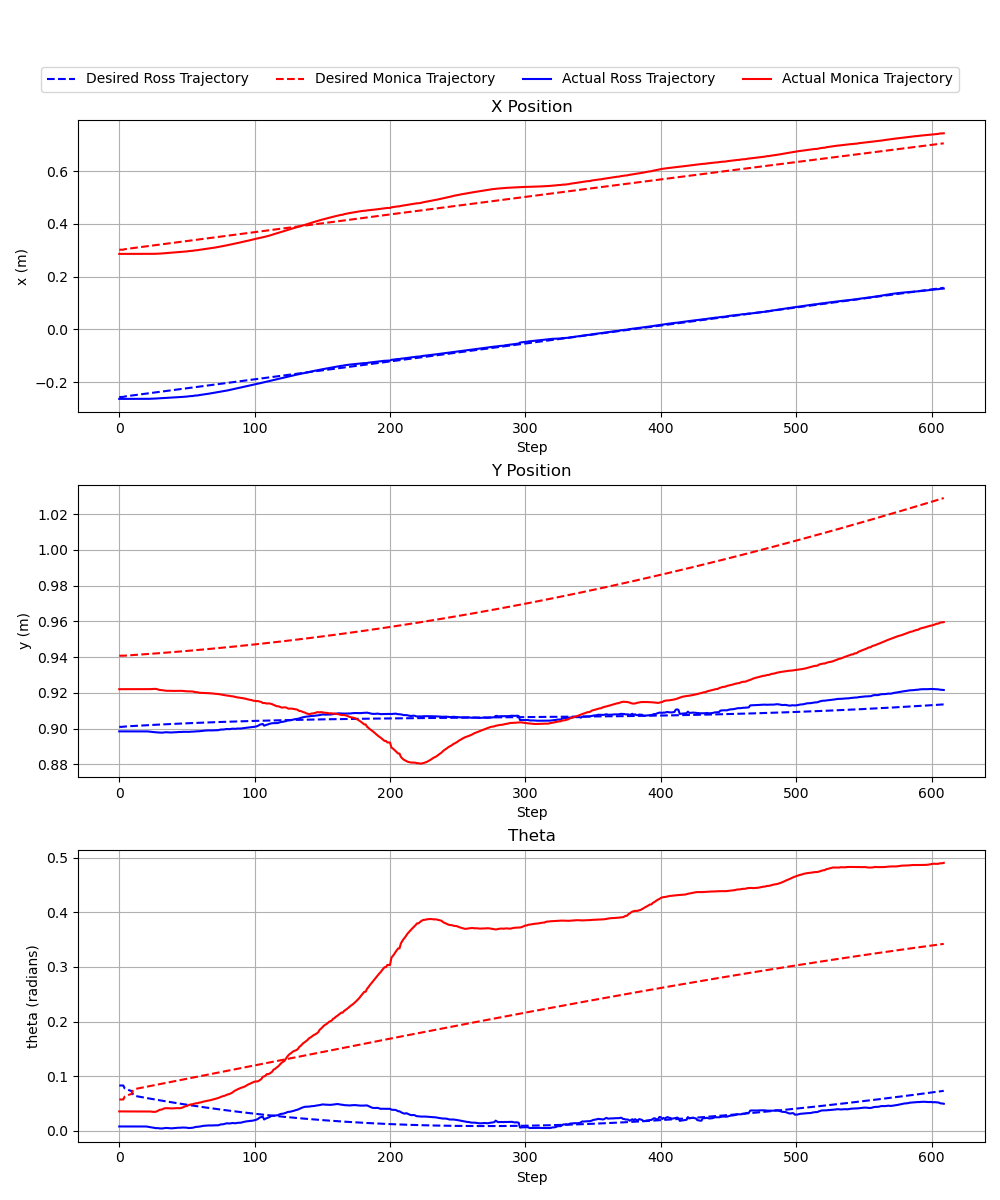 Desired Ross Trajectory Desired Monica Trajectory Actual Ross Trajectory Actual Monica Trajectory
X Position
x (m)
0.6
0.4
0.2
0.0
−0.2
0 100 200 300 400 500 600
Step
Y Position
y (m)
1.02
1.00
0.98
0.96
0.94
0.92
0.90
0.88
0 100 200 300 400 500 600
Step
Theta
theta (radians)
0.5
0.4
0.3
0.2
0.1
0.0
0 100 200 300 400 500 600
Step